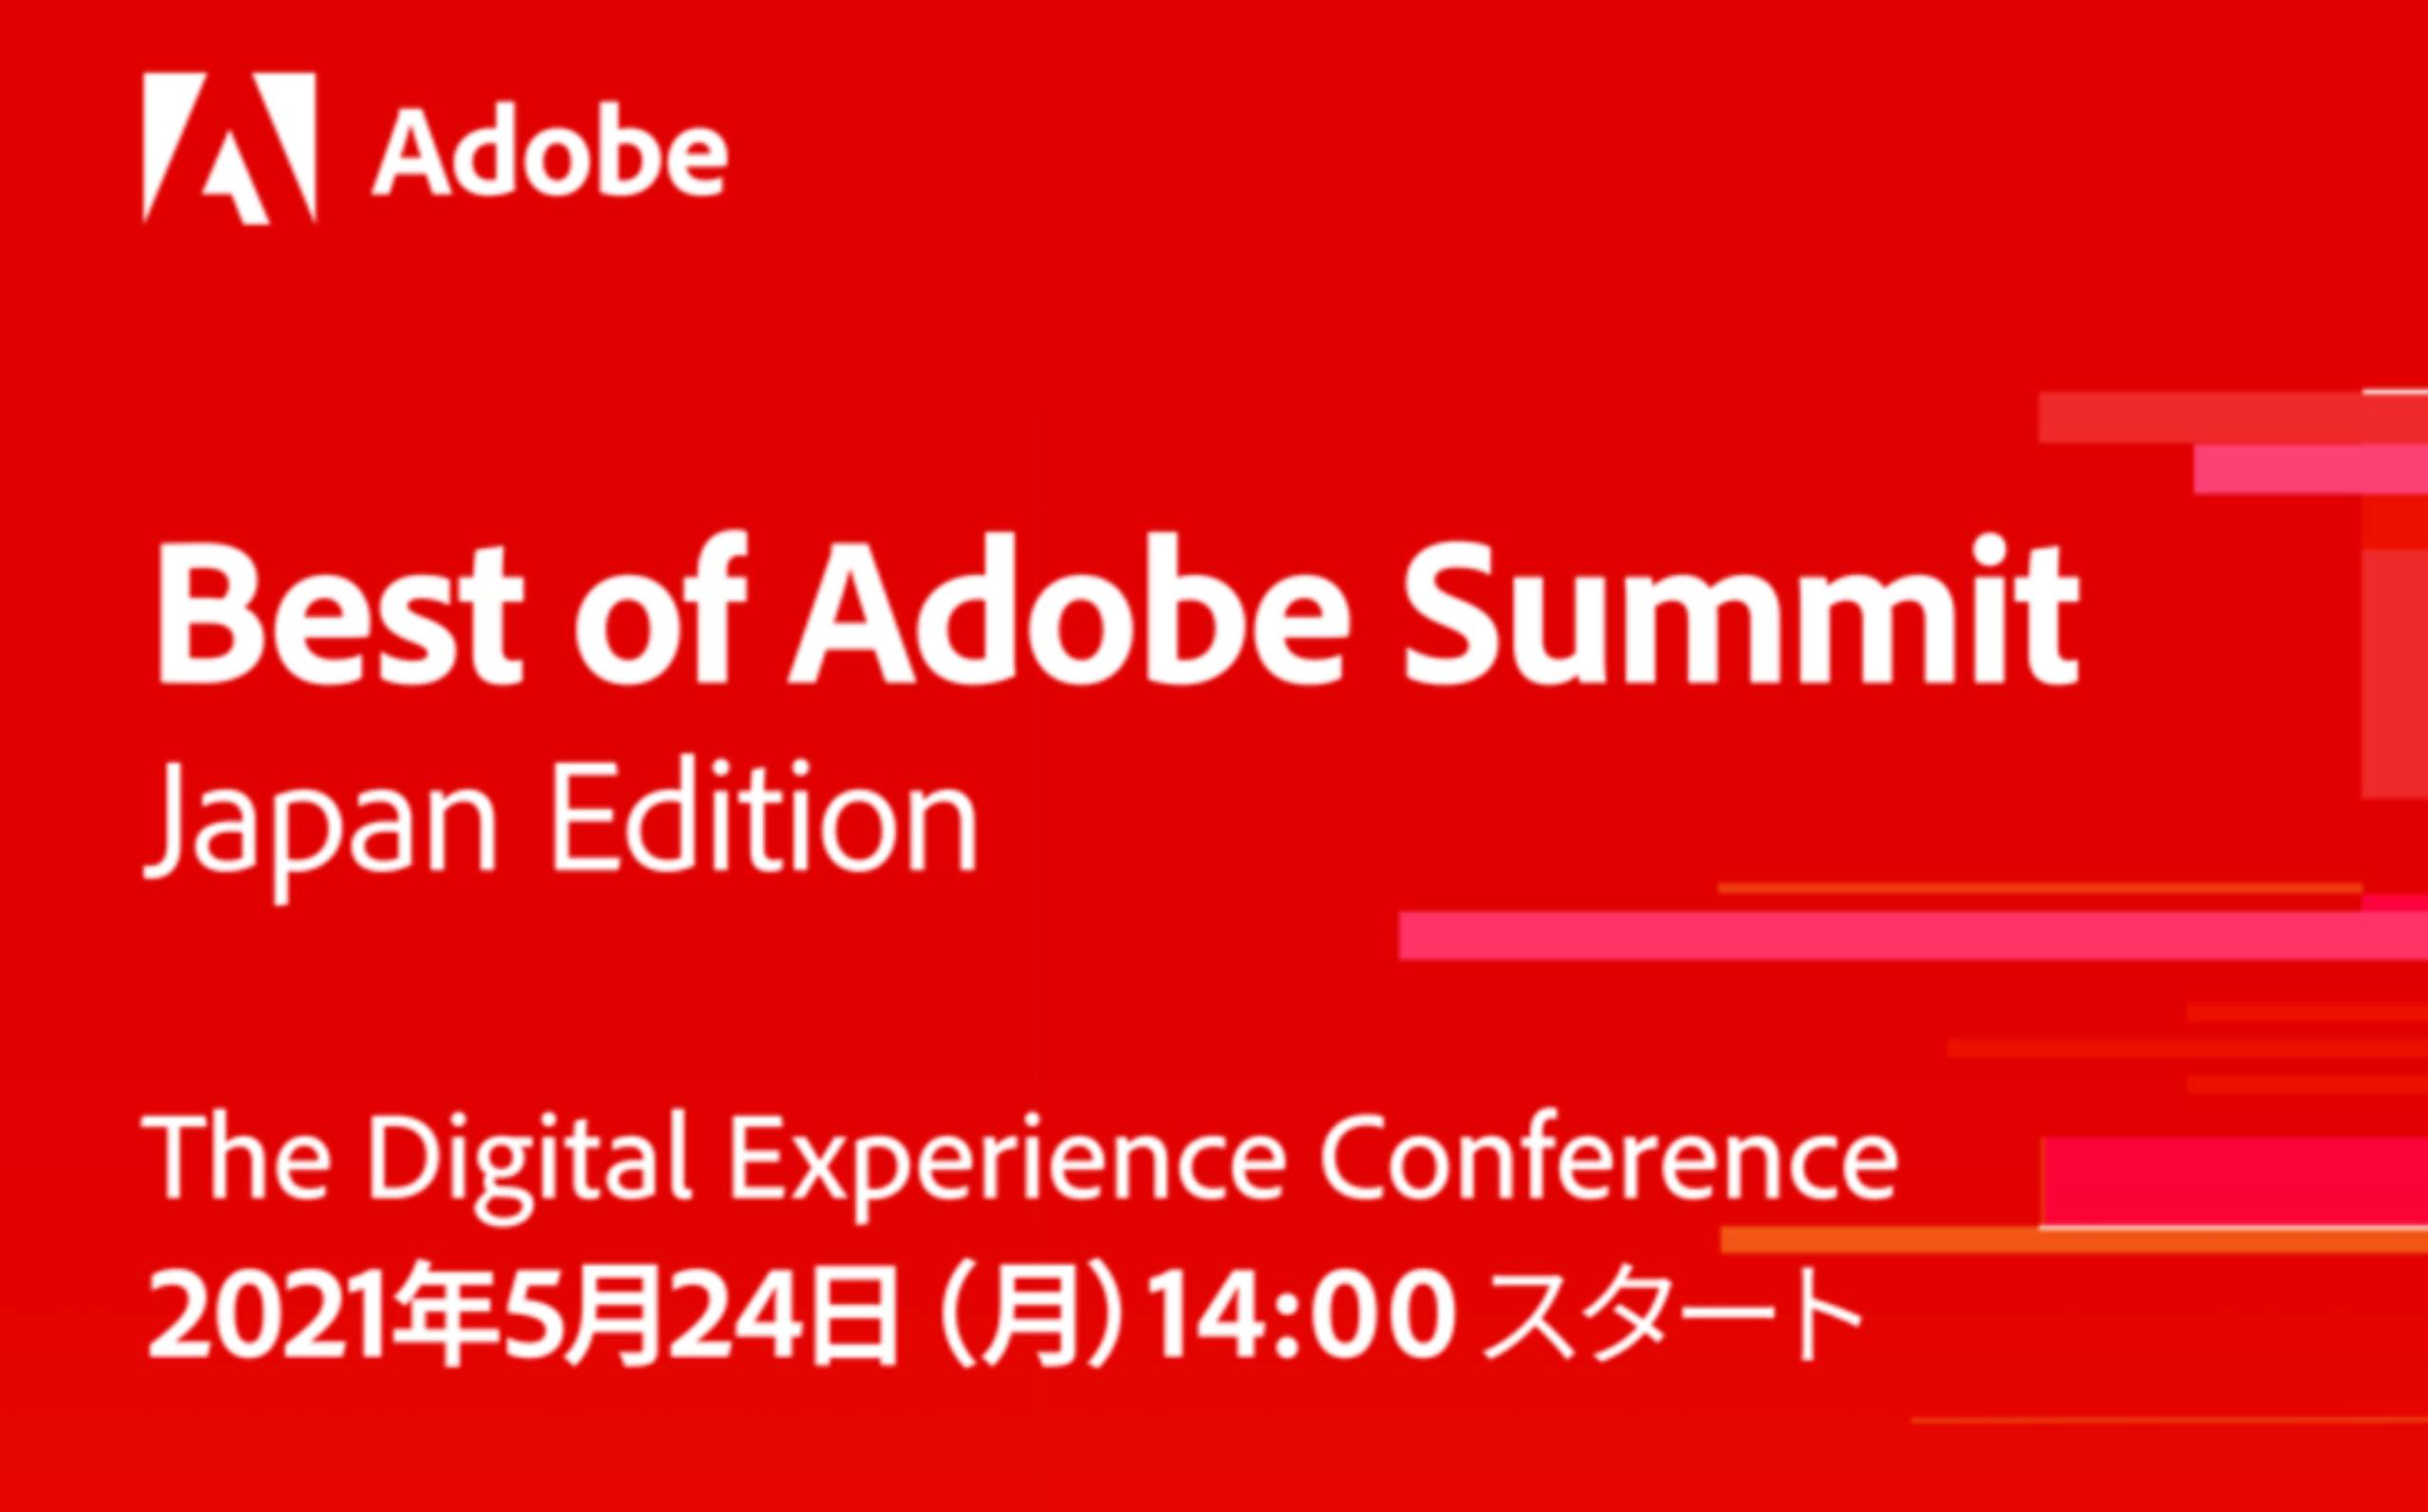 Adobe
Best of Adobe Summit
Japan Edition
The Digital Experience Conference
2021年5月24日（月）14:00 スタート